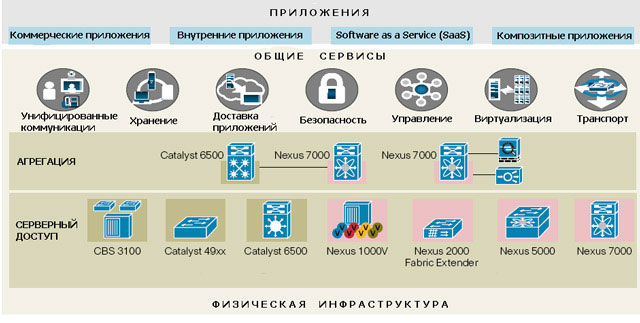 ПРИЛОЖЕНИЯ
Коммерческие приложения Внутренние приложения Software as a Service (SaaS) Композитные приложения
ОБЩИЕ СЕРВИСЫ
Унифицированные
коммуникации
Хранение
Доставка
приложений
Безопасность
Управление
Виртуализация
Транспорт
АГРЕГАЦИЯ
Catalyst 6500 Nexus 7000 Nexus 7000
СЕРВЕРНЫЙ
ДОСТУП
V V V V V
V V V V
CBS 3100 Catalyst 49xx Catalyst 6500 Nexus 1000V Nexus 2000
Fabric Extender
Nexus 5000 Nexus 7000
ФИЗИЧЕСКАЯ ИНФРАСТРУКТУРА